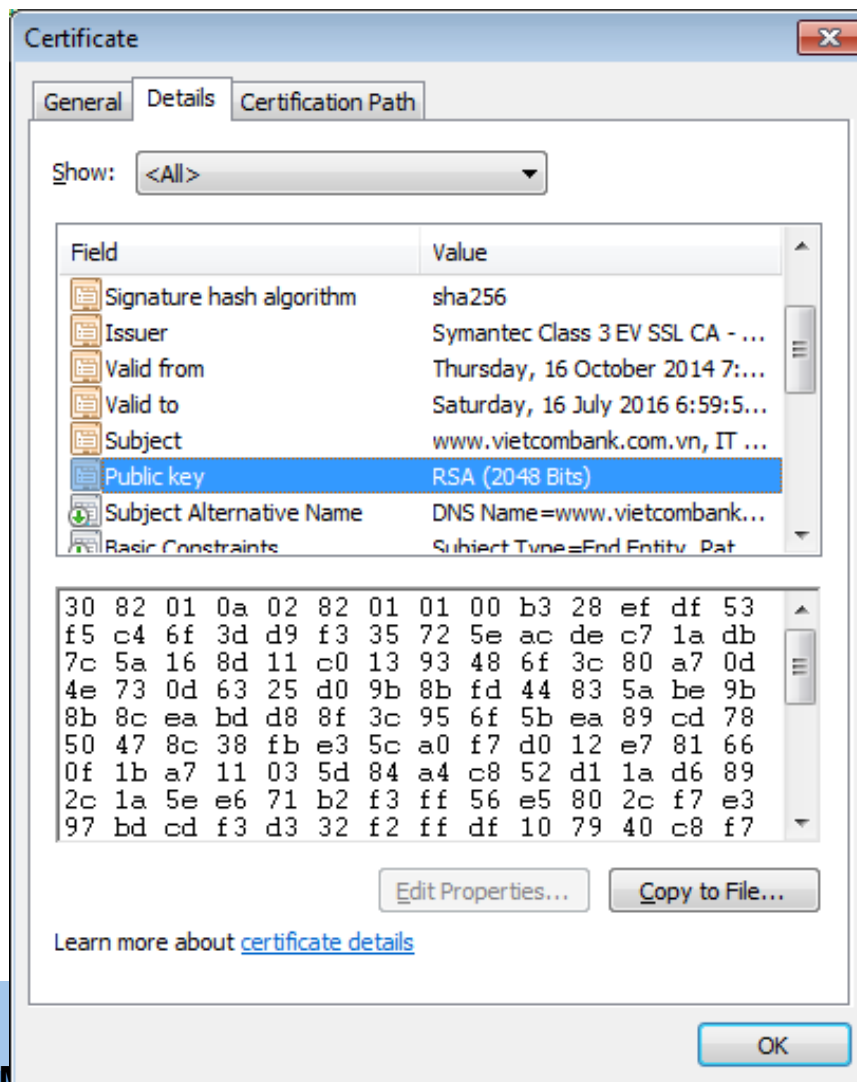 Certificate
General Details Certification Path
Show: <All>
Field Value
Signature hash algorithm sha256
Issuer Symantec Class 3 EV SSL CA - ...
Valid from Thursday, 16 October 2014 7:...
Valid to Saturday, 16 July 2016 6:59:5...
Subject www.vietcombank.com.vn, IT ...
Public key RSA (2048 Bits)
Subject Alternative Name DNS Name=www.vietcombank...
Basic Constraints Subject Type=End Entity, Pat
30 82 01 0a 02 82 01 01 00 b3 28 ef df 53
f5 c4 6f 3d d9 f3 35 72 5e ac de c7 1a db
7c 5a 16 8d 11 c0 13 93 48 6f 3c 80 a7 0d
4e 73 0d 63 25 d0 9b 8b fd 44 83 5a be 9b
8b 8c ea bd d8 8f 3c 95 6f 5b ea 89 cd 78
50 47 8c 38 fb e3 5c a0 f7 d0 12 e7 81 66
0f 1b a7 11 03 5d 84 a4 c8 52 d1 1a d6 89
2c 1a 5e e6 71 b2 f3 ff 56 e5 80 2c f7 e3
97 bd cd f3 d3 32 f2 ff df 10 79 40 c8 f7
Edit Properties... Copy to File...
Learn more about certificate details
OK